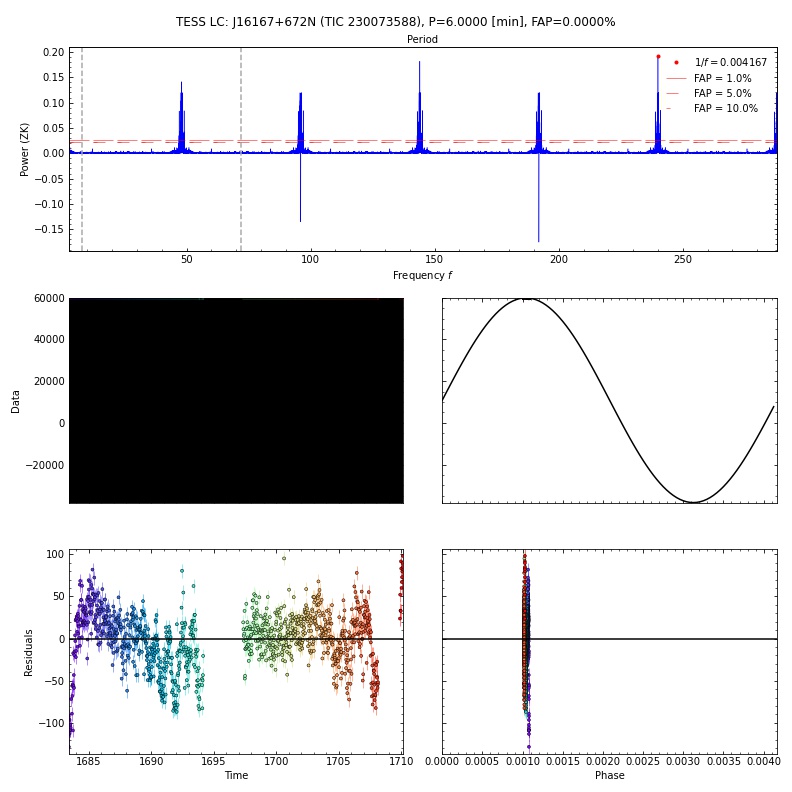 TESS LC: J16167+672N (TIC 230073588), P=6.0000 [min], FAP=0.0000%
Period
0.20
0.15
0.10
0.05
0.00
−0.05
−0.10
−0.15
Power (ZK)
1/f = 0.004167
FAP = 1.0%
FAP = 5.0%
FAP = 10.0%
50 100 150 200 250
Frequency f
60000
40000
20000
0
−20000
Data
100
50
0
−50
−100
Residuals
1685 1690 1695 1700 1705 1710
Time
0.0000 0.0005 0.0010 0.0015 0.0020 0.0025 0.0030 0.0035 0.0040
Phase